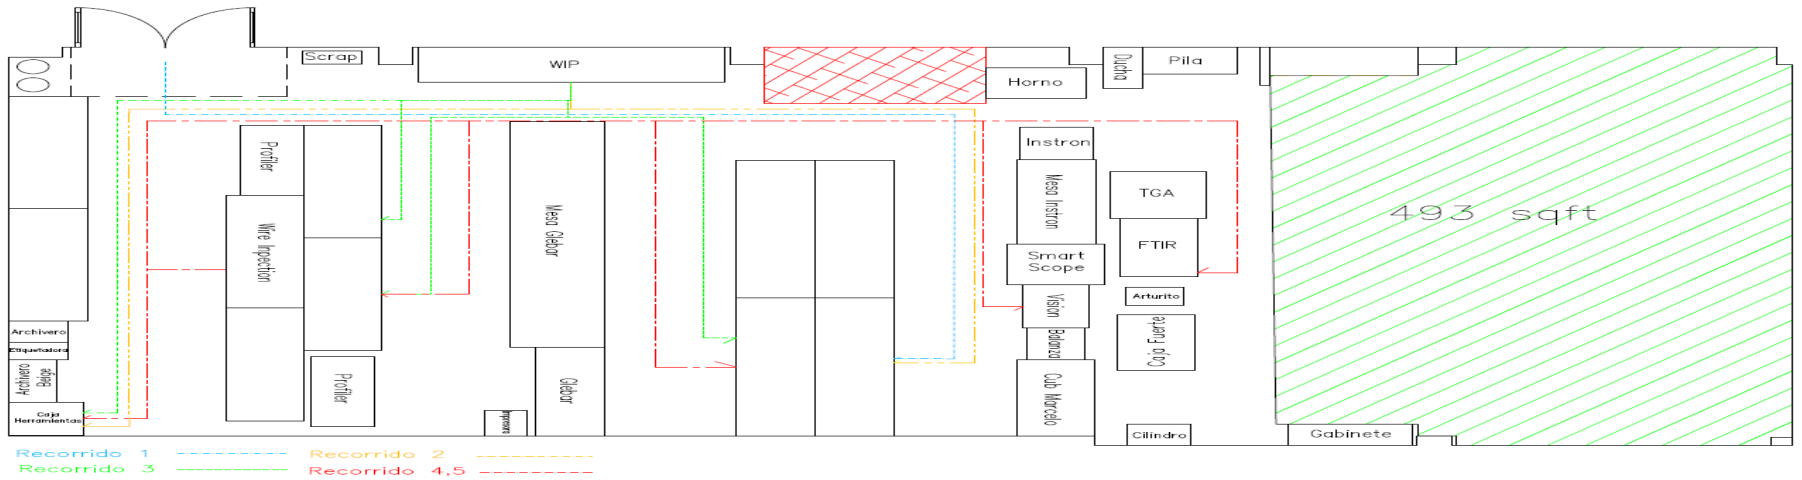 Scrap
WIP
Horno
Ducha
Pila
Profiler
Wire Inpection
Profiler
Mesa Glebar
Glebar
Impresora
Instron
Mesa Instron
Smart
Scope
Vision
Balanza
Cub Marcelo
TGA
FTIR
Arturito
Caja Fuerte
Cilindro
493 sqft
Gabinete
Archivero
Etiquetadora
Archivero
Beige
Caja
Herramientas
Recorrido 1
Recorrido 2
Recorrido 3
Recorrido 4,5